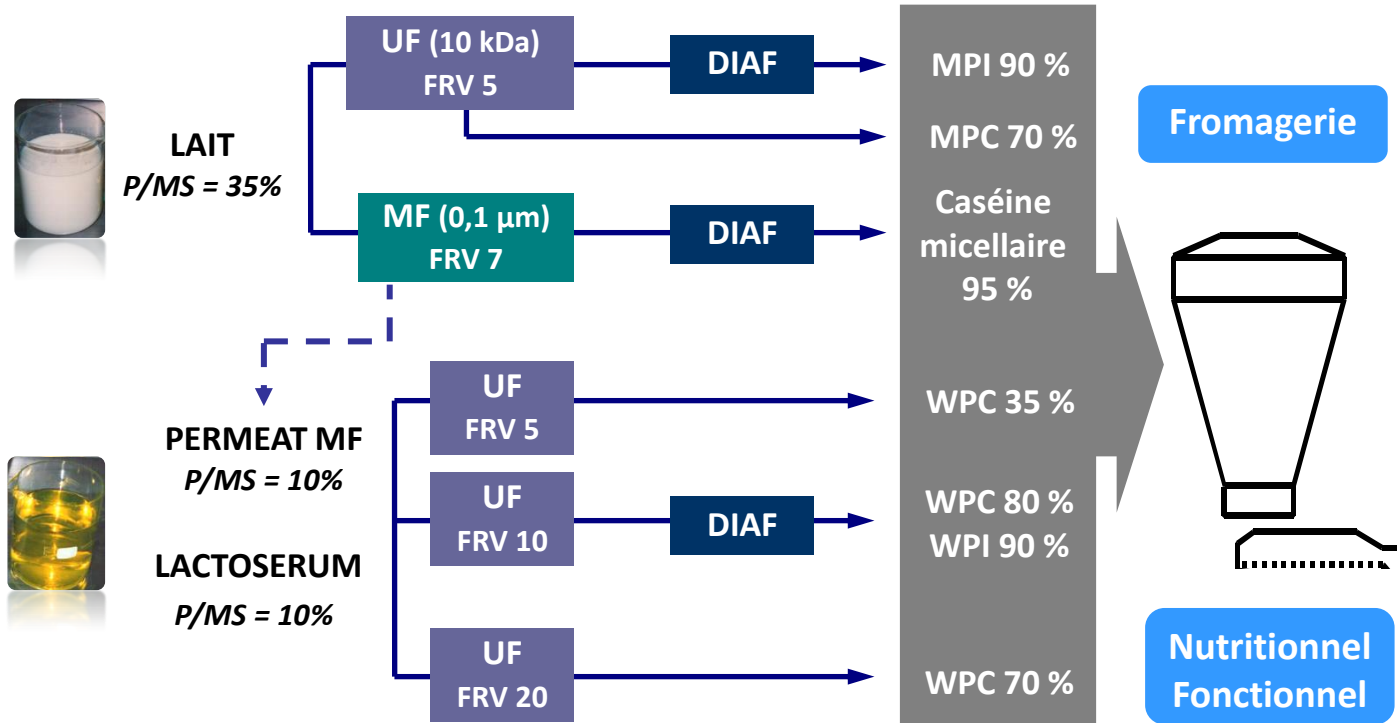 UF (10 kDa)
FRV 5
DIAF
MPI 90 %
MPC 70 %
Fromagerie
LAIT
P/MS = 35%
MF (0,1 µm)
FRV 7
DIAF
Caséine
micellaire
95 %
UF
FRV 5
WPC 35 %
PERMEAT MF
P/MS = 10%
UF
FRV 10
DIAF
WPC 80 %
WPI 90 %
LACTOSERUM
P/MS = 10%
UF
FRV 20
WPC 70 %
Nutritionnel
Fonctionnel